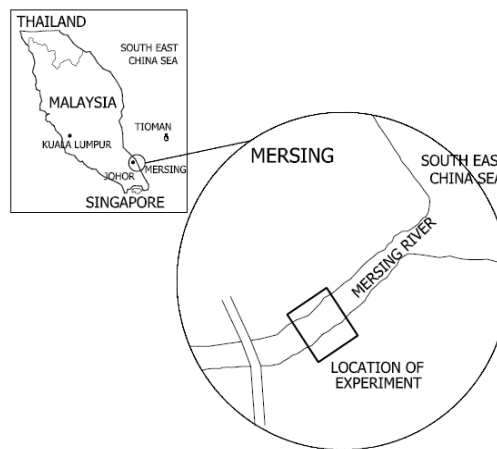 THAILAND
SOUTH EAST
CHINA SEA
MALAYSIA
TIOMAN
KUALA LUMPUR
MERSING
JOHOR
SINGAPORE
MERSING
SOUTH EAS
CHINA SEA
MERSING RIVER
LOCATION OF
EXPERIMENT